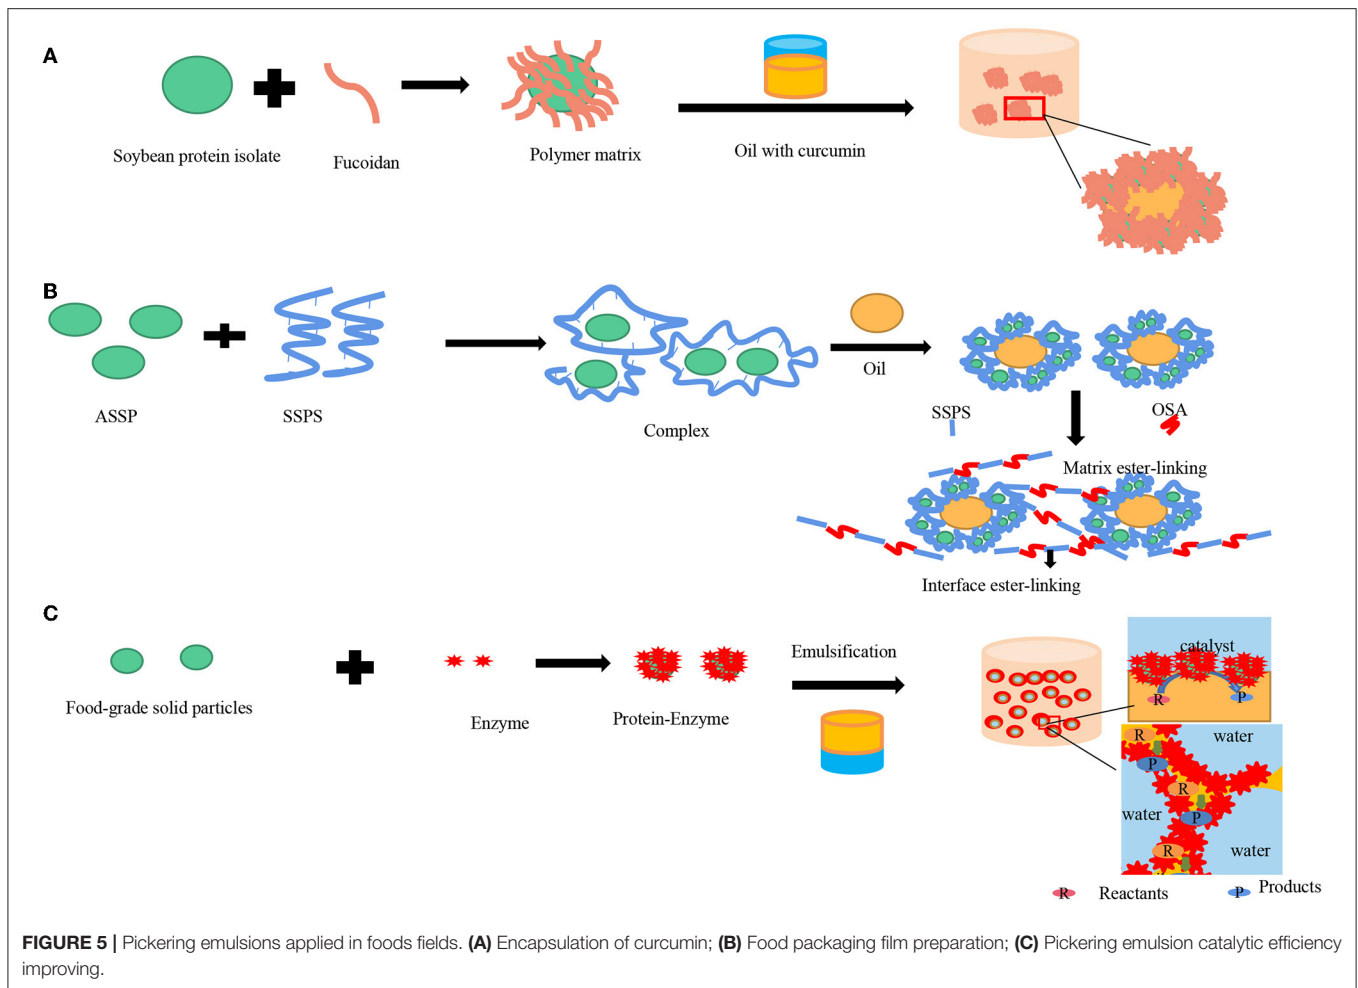 A
Soybean protein isolate
Fucoidan
Polymer matrix
Oil with curcumin
B
ASSP
SSPS
Complex
Oil
SSPS
OSA
Matrix ester-linking
Interface ester-linking
C
Food-grade solid particles
Enzyme
Protein-Enzyme
Emulsification
catalyst
R
P
R
water
P
R
water
P
R
water
R
Reactants
P
Products
FIGURE 5 | Pickering emulsions applied in foods fields. (A) Encapsulation of curcumin; (B) Food packaging film preparation; (C) Pickering emulsion catalytic efficiency
improving.